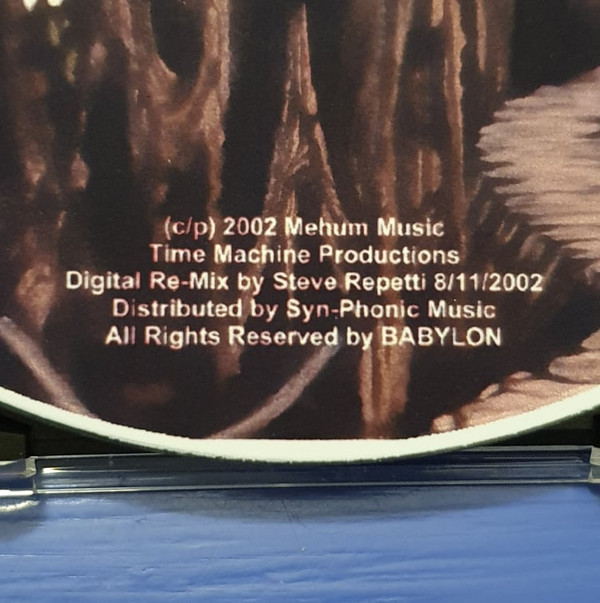 (c/p) 2002 Mehum Music
Time Machine Productions
Digital Re-Mix by Steve Repetti 8/11/2002
Distributed by Syn-Phonic Music
All Rights Reserved by BABYLON